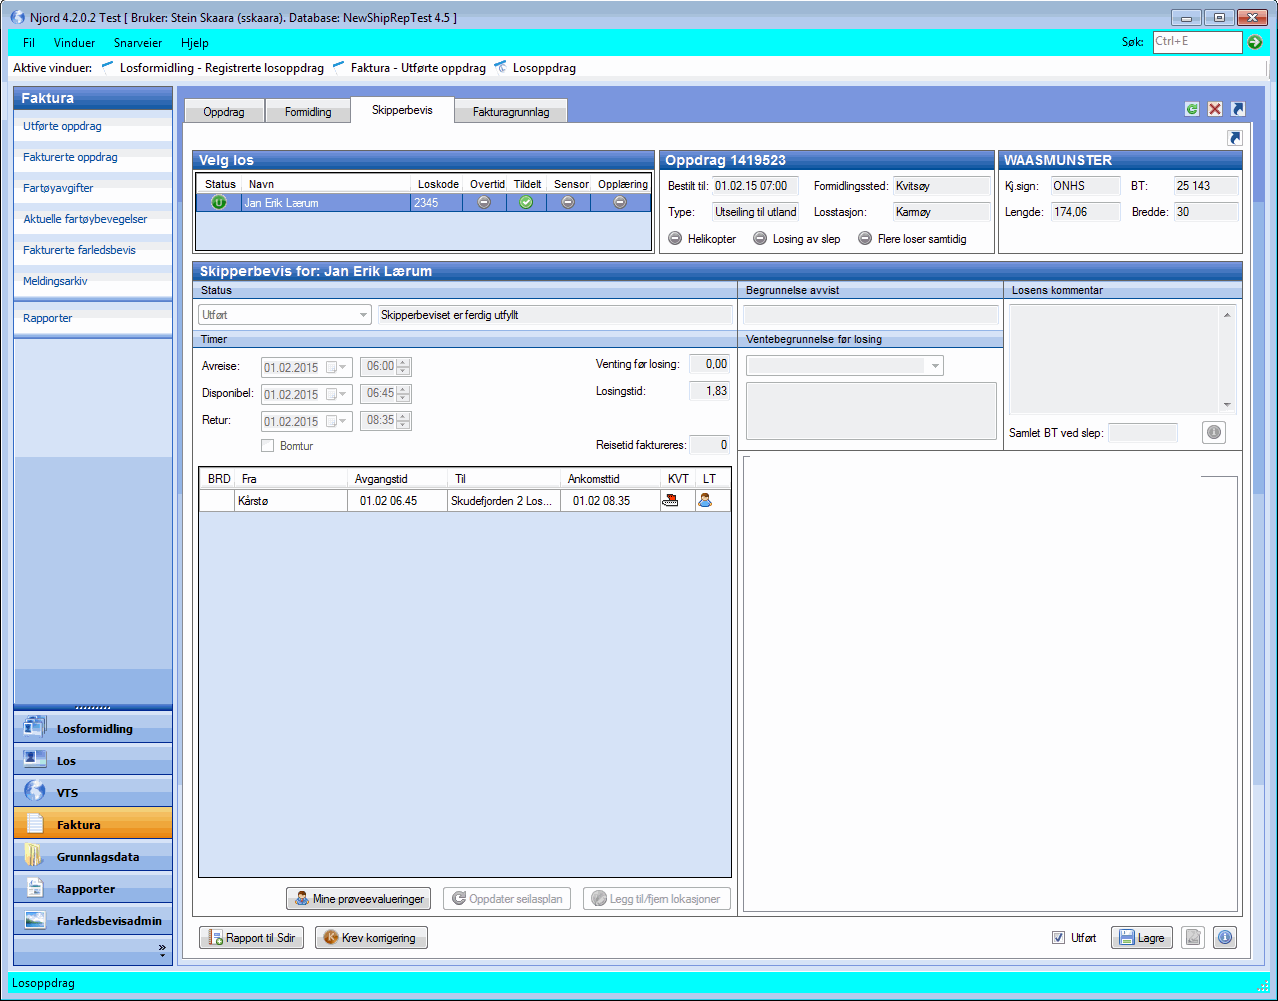 Njord 4.2.0.2 Test [ Bruker: Stein Skaara (sskaara). Database: NewShipRepTest 4.5 ]
Fil Vinduer Snarveier Hjelp Søk: Ctrl+E
Aktive vinduer: Losformidling - Registrerte losoppdrag Faktura - Utførte oppdrag Losoppdrag
Faktura
Utførte oppdrag
Fakturerte oppdrag
Fartøyavgifter
Aktuelle fartøybevegelser
Fakturerte farledsbevis
Meldingsarkiv
Rapporter
Losformidling
Los
VTS
Faktura
Grunnlagsdata
Rapporter
Farledsbevisadmin
»
Oppdrag Formidling Skipperbevis Fakturagrunnlag
Velg los
Status Navn Loskode Overtid Tildelt Sensor Opplæring
U Jan Erik Lærum 2345
Oppdrag 1419523
Bestilt til: 01.02.15 07:00 Formidlingssted: Kvitsøy
Type: Utseiling til utland Losstasjon: Karmøy
Helikopter Losing av slep Flere loser samtidig
WAASMUNSTER
Kj.sign: ONHS BT: 25 143
Lengde: 174,06 Bredde: 30
Skipperbevis for: Jan Erik Lærum
Status Begrunnelse avvist Losens kommentar
Utført Skipperbeviset er ferdig utfyllt
Timer Ventebegrunnelse før losing
Avreise: 01.02.2015 06:00 Venting før losing: 0,00
Disponibel: 01.02.2015 06:45 Losingstid: 1,83
Retur: 01.02.2015 08:35
Bomtur Reisetid faktureres: 0
Samlet BT ved slep:
BRD Fra Avgangstid Til Ankomsttid KVT LT
Kårstø 01.02 06.45 Skudefjorden 2 Los... 01.02 08.35
Mine prøveevalueringer Oppdater seilasplan Legg til/fjern lokasjoner
Rapport til Sdir K Krev korrigering Utført Lagre
Losoppdrag